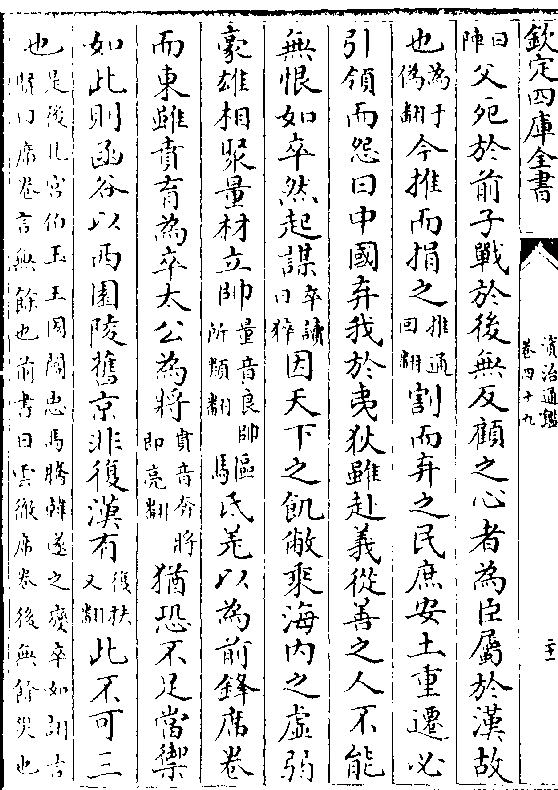 欽定四庫全書
資治通鑑
卷四十九
曰陣父死於前子戰於後無反顧之心者為臣屬於漢故
也為于偽翻今推而捐之推通回翻割而弃之民庶安土重遷必
引領而怨曰中國弃我於夷狄雖赴義從善之人不能
無恨如卒然起謀卒讀曰猝因天下之飢敝乘海内之虛弱
豪雄相聚量材立帥量音良帥所類翻驅氐羌以為前鋒席卷
而東雖賁育為卒太公為將賁音奔將即亮翻猶恐不足當禦
如此則函谷以西園陵舊京非復漢有復扶又翻此不可三
也是後北宫伯玉王國閻忠馬騰韓遂之變卒如詡言賢曰席卷言無餘也前書曰雲徹席卷後無餘災也